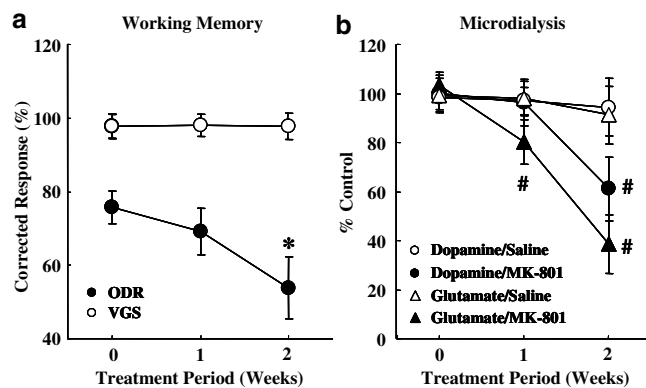 a
Working Memory
Corrected Response (%)
100
80
60
40
*
ODR
VGS
0 1 2
Treatment Period (Weeks)
b
Microdialysis
% Control
120
100
80
60
40
20
0
#
#
#
Dopamine/Saline
Dopamine/MK-801
Glutamate/Saline
Glutamate/MK-801
0 1 2
Treatment Period (Weeks)